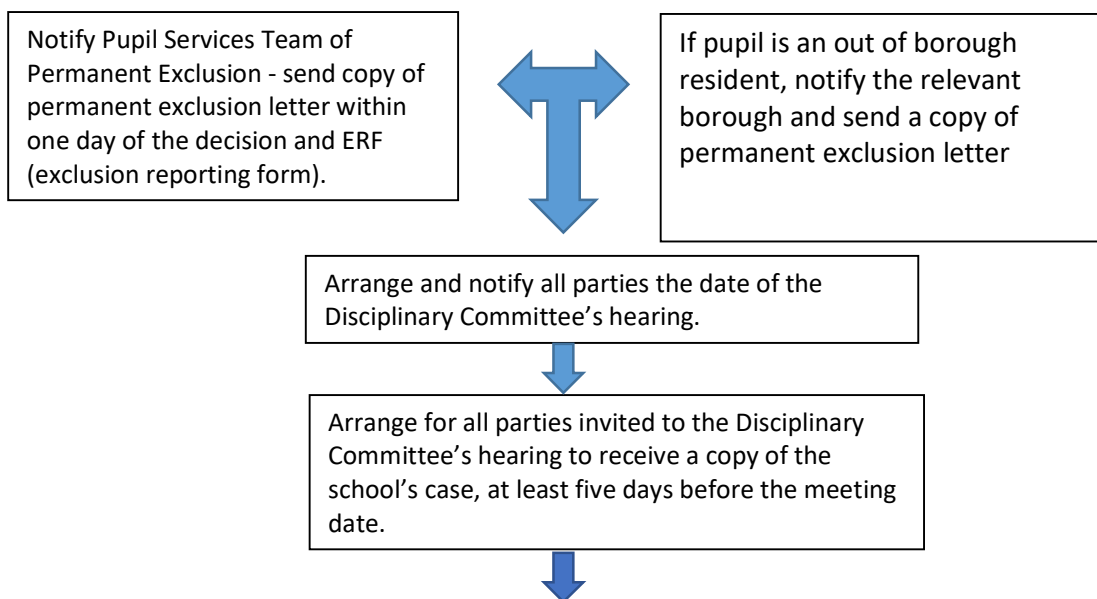 Notify Pupil Services Team of
Permanent Exclusion - send copy of
permanent exclusion letter within
one day of the decision and ERF
(exclusion reporting form).
If pupil is an out of borough
resident, notify the relevant
borough and send a copy of
permanent exclusion letter
Arrange and notify all parties the date of the
Disciplinary Committee’s hearing.
Arrange for all parties invited to the Disciplinary
Committee’s hearing to receive a copy of the
school’s case, at least five days before the meeting
date.